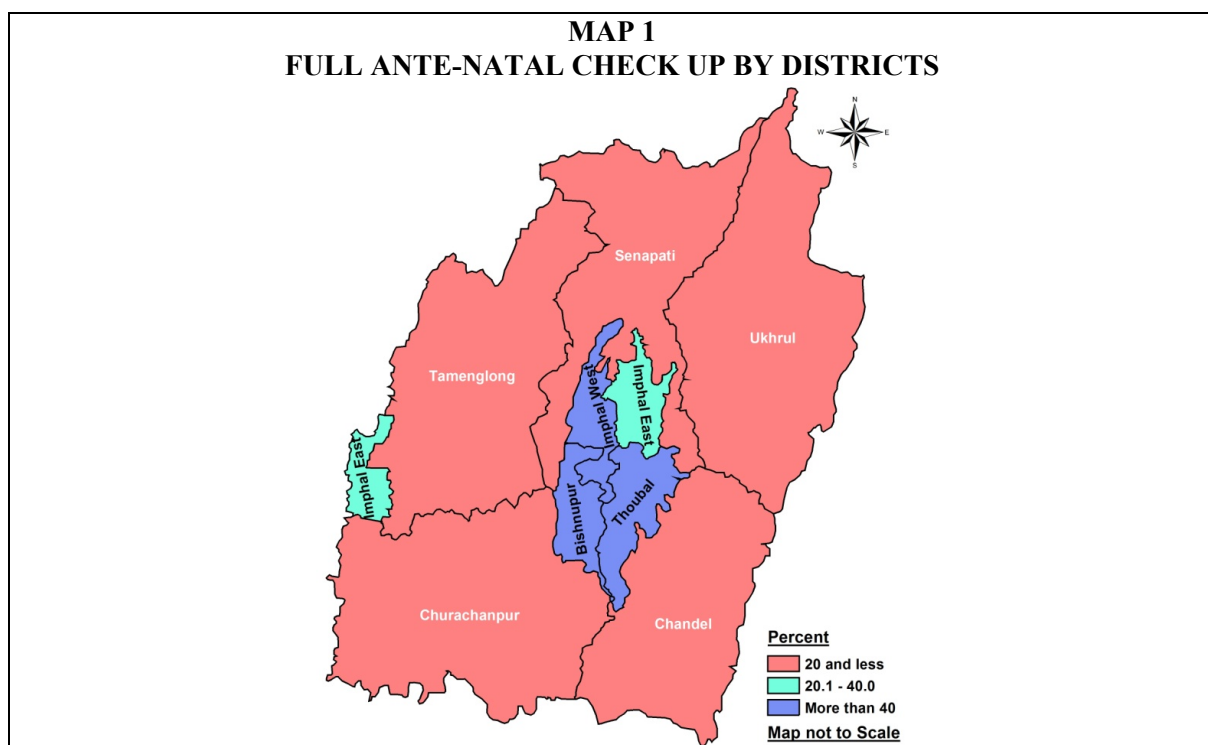 MAP 1
FULL ANTE-NATAL CHECK UP BY DISTRICTS
N
W
E
S
Senapati
Ukhrul
Tamenglong
Imphal West
Imphal East
Imphal East
Bishnupur
Thoubal
Churachanpur
Chandel
Percent
20 and less
20.1 - 40.0
More than 40
Map not to Scale